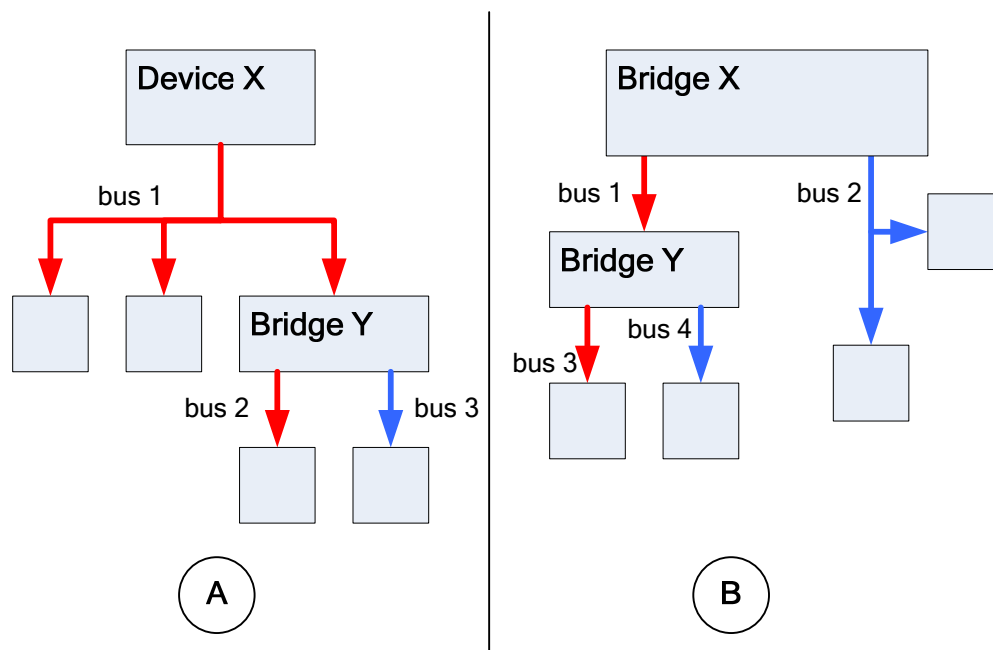 Device X
bus 1
Bridge Y
bus 2
bus 3
A
Bridge X
bus 1
bus 2
Bridge Y
bus 3
bus 4
B